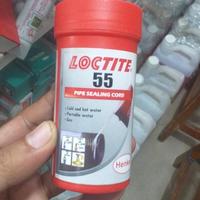 LOCTITE
55
PIPE SEALING CORD
• Cold and hot water
• Portable water
• Gas
Henkel